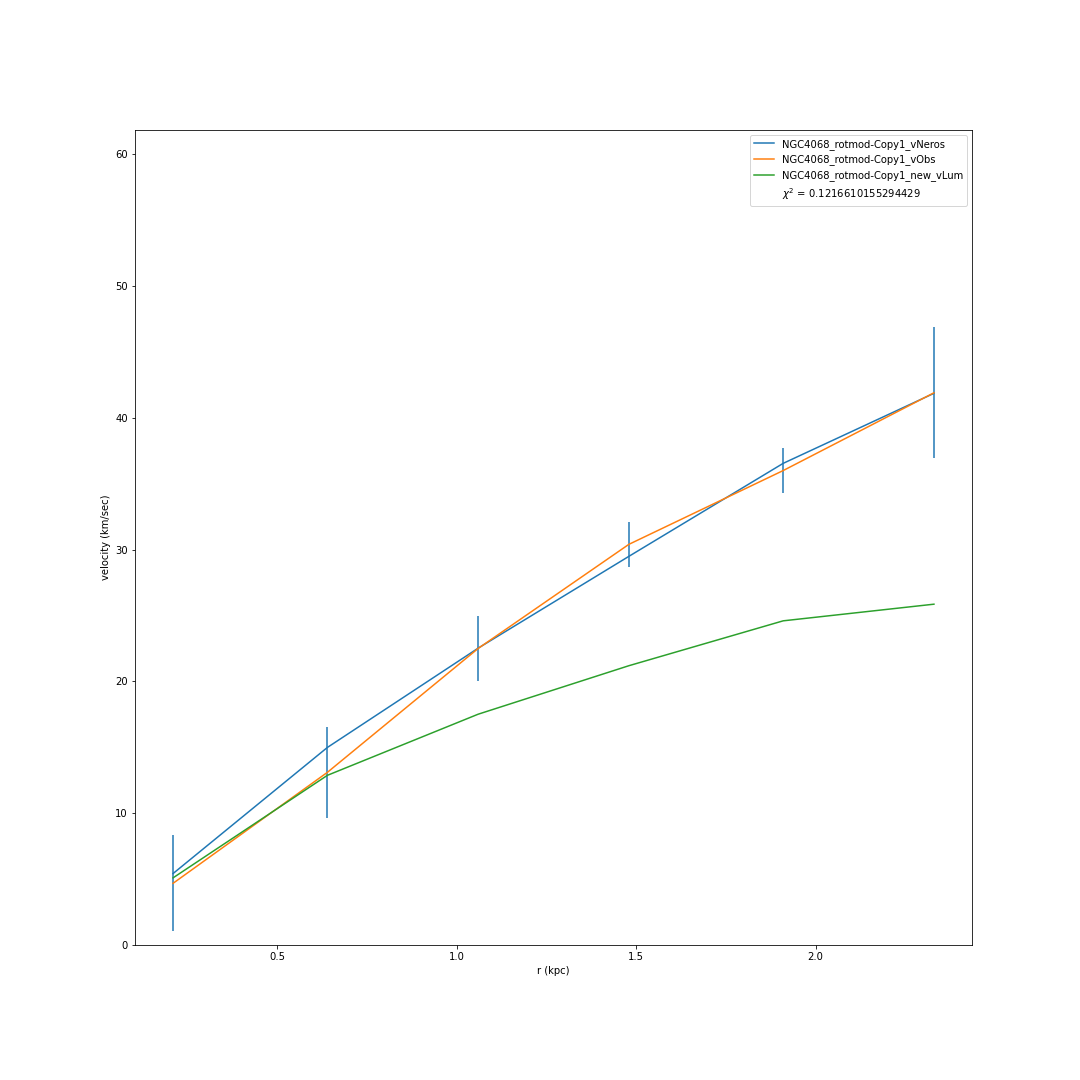 NGC4068_rotmod-Copy1_vNeros
NGC4068_rotmod-Copy1_vObs
NGC4068_rotmod-Copy1_new_vLum
χ² = 0.1216610155294429
60
50
40
30
20
10
0
velocity (km/sec)
0.5 1.0 1.5 2.0
r (kpc)